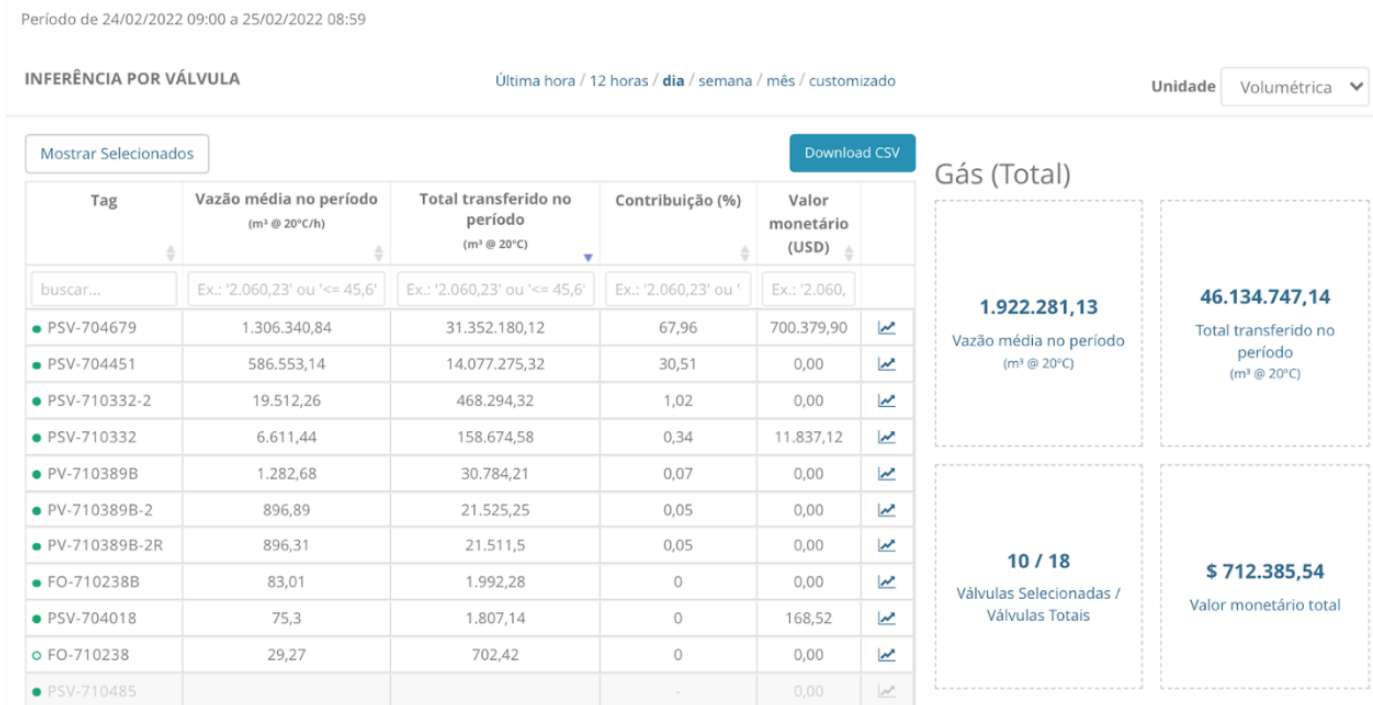 Período de 24/02/2022 09:00 a 25/02/2022 08:59
INFERÊNCIA POR VÁLVULA
Última hora / 12 horas / dia / semana / mês / customizado
Unidade Volumétrica
Mostrar Selecionados
Download CSV
Tag
Vazão média no período
(m³ @ 20°C/h)
Total transferido no
período
(m³ @ 20°C)
Contribuição (%)
Valor
monetário
(USD)
buscar... Ex.: '2.060,23' ou '<= 45,6' Ex.: '2.060,23' ou '<= 45,6' Ex.: '2.060,23' ou ' Ex.: '2.060,
PSV-704679 1.306.340,84 31.352.180,12 67,96 700.379,90
PSV-704451 586.553,14 14.077.275,32 30,51 0,00
PSV-710332-2 19.512,26 468.294,32 1,02 0,00
PSV-710332 6.611,44 158.674,58 0,34 11.837,12
PV-710389B 1.282,68 30.784,21 0,07 0,00
PV-710389B-2 896,89 21.525,25 0,05 0,00
PV-710389B-2R 896,31 21.511,5 0,05 0,00
FO-710238B 83,01 1.992,28 0 0,00
PSV-704018 75,3 1.807,14 0 168,52
FO-710238 29,27 702,42 0 0,00
PSV-710485 - 0,00
Gás (Total)
1.922.281,13
Vazão média no período
(m³ @ 20°C)
46.134.747,14
Total transferido no
período
(m³ @ 20°C)
10 / 18
Válvulas Selecionadas /
Válvulas Totais
$ 712.385,54
Valor monetário total